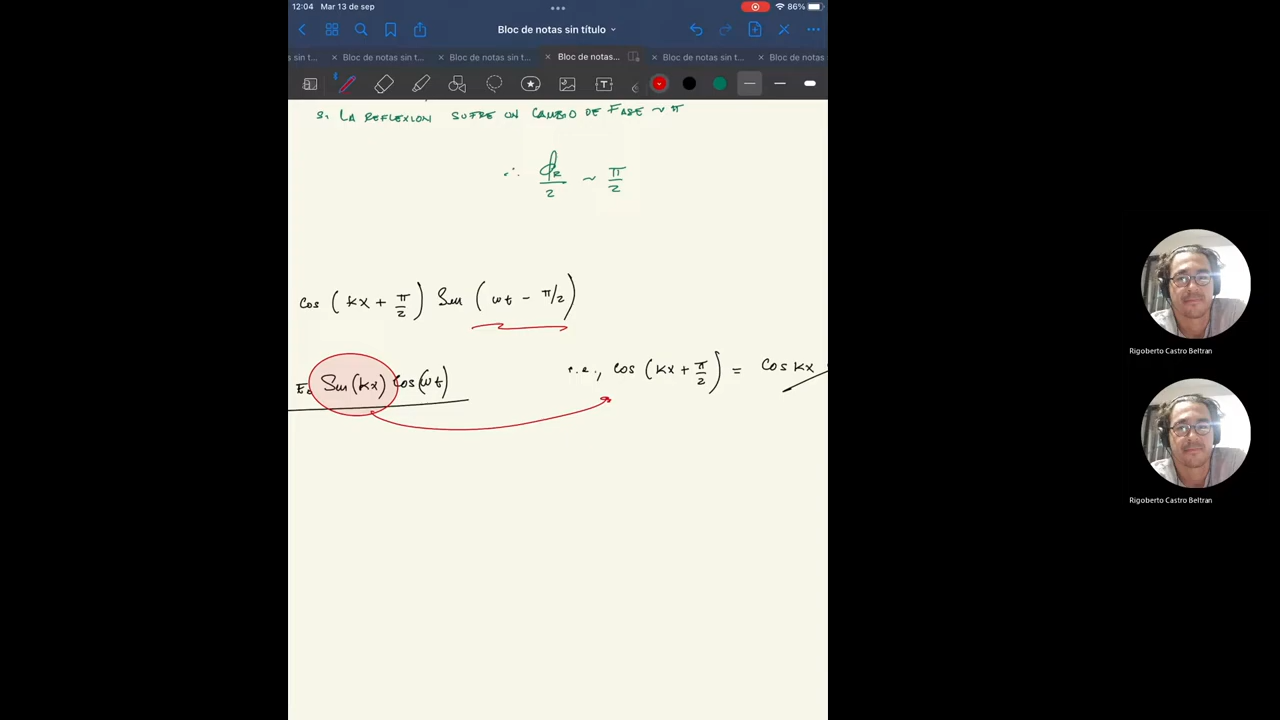 12:04 Mar 13 de sep 86%
Bloc de notas sin título
s sin t... × Bloc de notas sin t... × Bloc de notas sin t... × Bloc de notas... × Bloc de notas sin t... × Bloc de notas
S. LA REFLEXION SUFRE UN CAMBIO DE FASE ~ π
∴ ϕR/2 ~ π/2
Cos (kx + π/2) Sen (ωt − π/2)
Sen(kx) Cos(ωt)
i.e., Cos (kx + π/2) = Cos kx
Rigoberto Castro Beltran
Rigoberto Castro Beltran